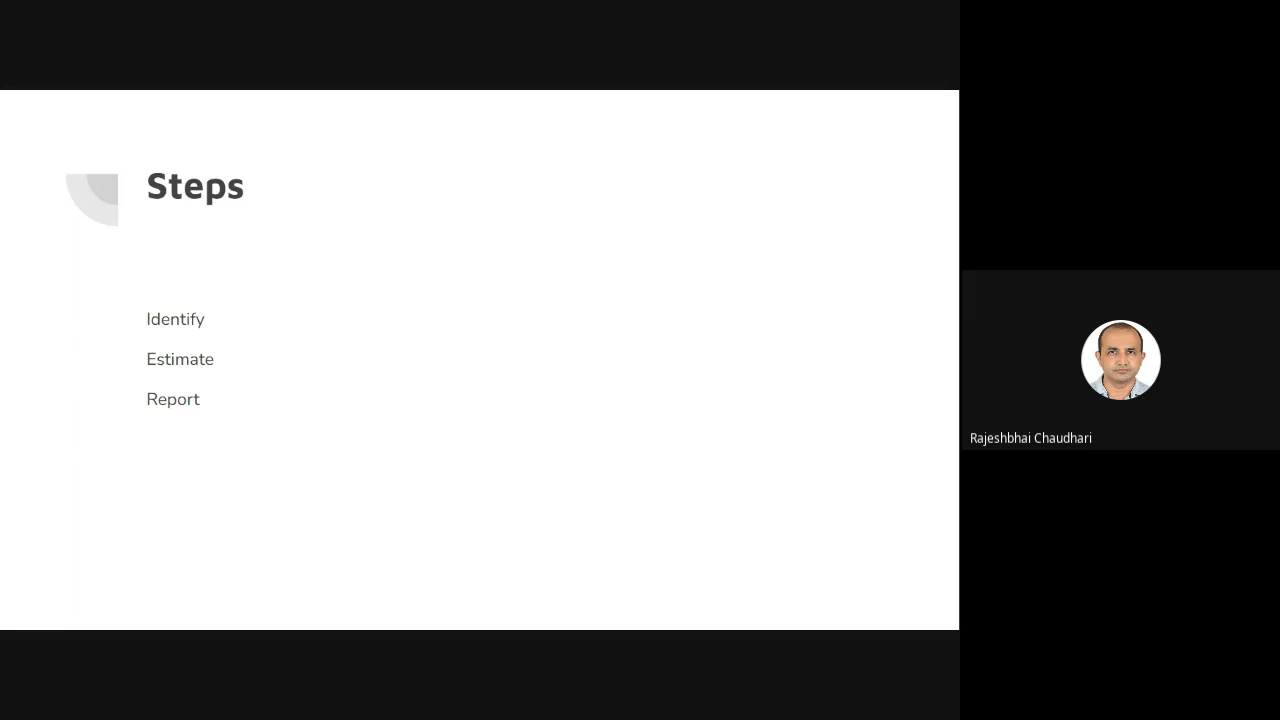 Steps
Identify
Estimate
Report
Rajeshbhai Chaudhari